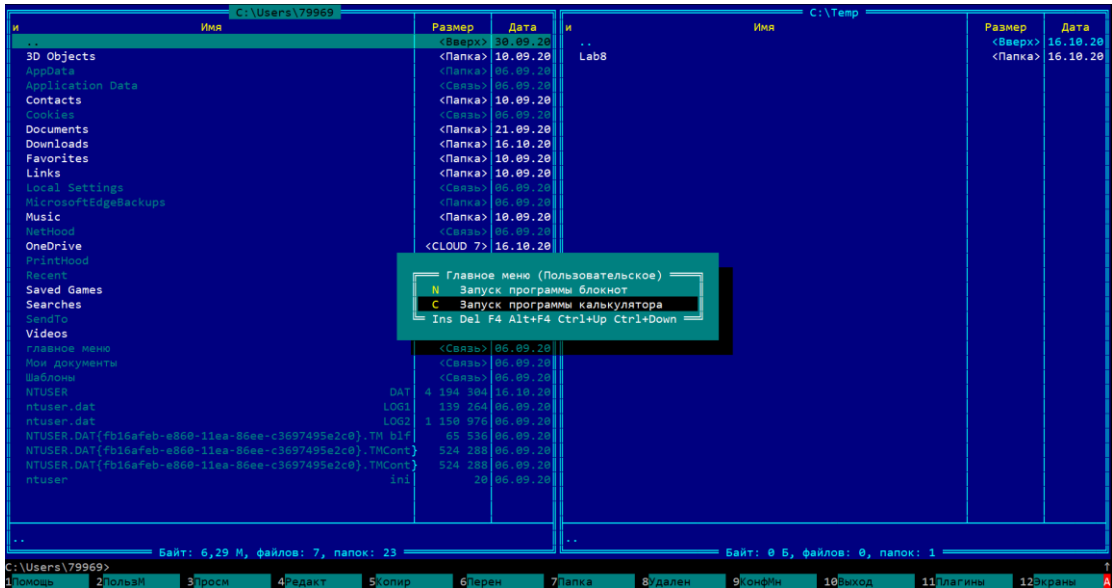 C:\Users\79969
и Имя Размер Дата
.. <Вверх> 30.09.20
3D Objects <Папка> 10.09.20
AppData <Папка> 06.09.20
Application Data <Связь> 06.09.20
Contacts <Папка> 10.09.20
Cookies <Связь> 06.09.20
Documents <Папка> 21.09.20
Downloads <Папка> 16.10.20
Favorites <Папка> 10.09.20
Links <Папка> 10.09.20
Local Settings <Связь> 06.09.20
MicrosoftEdgeBackups <Папка> 06.09.20
Music <Папка> 10.09.20
NetHood <Связь> 06.09.20
OneDrive <CLOUD 7> 16.10.20
PrintHood
Recent
Saved Games
Searches
SendTo
Videos
главное меню <Связь> 06.09.20
Мои документы <Связь> 06.09.20
Шаблоны <Связь> 06.09.20
NTUSER DAT 4 194 304 16.10.20
ntuser.dat LOG1 139 264 06.09.20
ntuser.dat LOG2 1 150 976 06.09.20
NTUSER.DAT{fb16afeb-e860-11ea-86ee-c3697495e2c0}.TM blf 65 536 06.09.20
NTUSER.DAT{fb16afeb-e860-11ea-86ee-c3697495e2c0}.TMCont} 524 288 06.09.20
NTUSER.DAT{fb16afeb-e860-11ea-86ee-c3697495e2c0}.TMCont} 524 288 06.09.20
ntuser ini 20 06.09.20
..
Байт: 6,29 М, файлов: 7, папок: 23
C:\Temp
и Имя Размер Дата
.. <Вверх> 16.10.20
Lab8 <Папка> 16.10.20
..
Байт: 0 Б, файлов: 0, папок: 1
Главное меню (Пользовательское)
N Запуск программы блокнот
C Запуск программы калькулятора
Ins Del F4 Alt+F4 Ctrl+Up Ctrl+Down
C:\Users\79969> ↑
1Помощь 2ПользМ 3Просм 4Редакт 5Копир 6Перен 7Папка 8Удален 9КонфМн 10Выход 11Плагины 12Экраны A